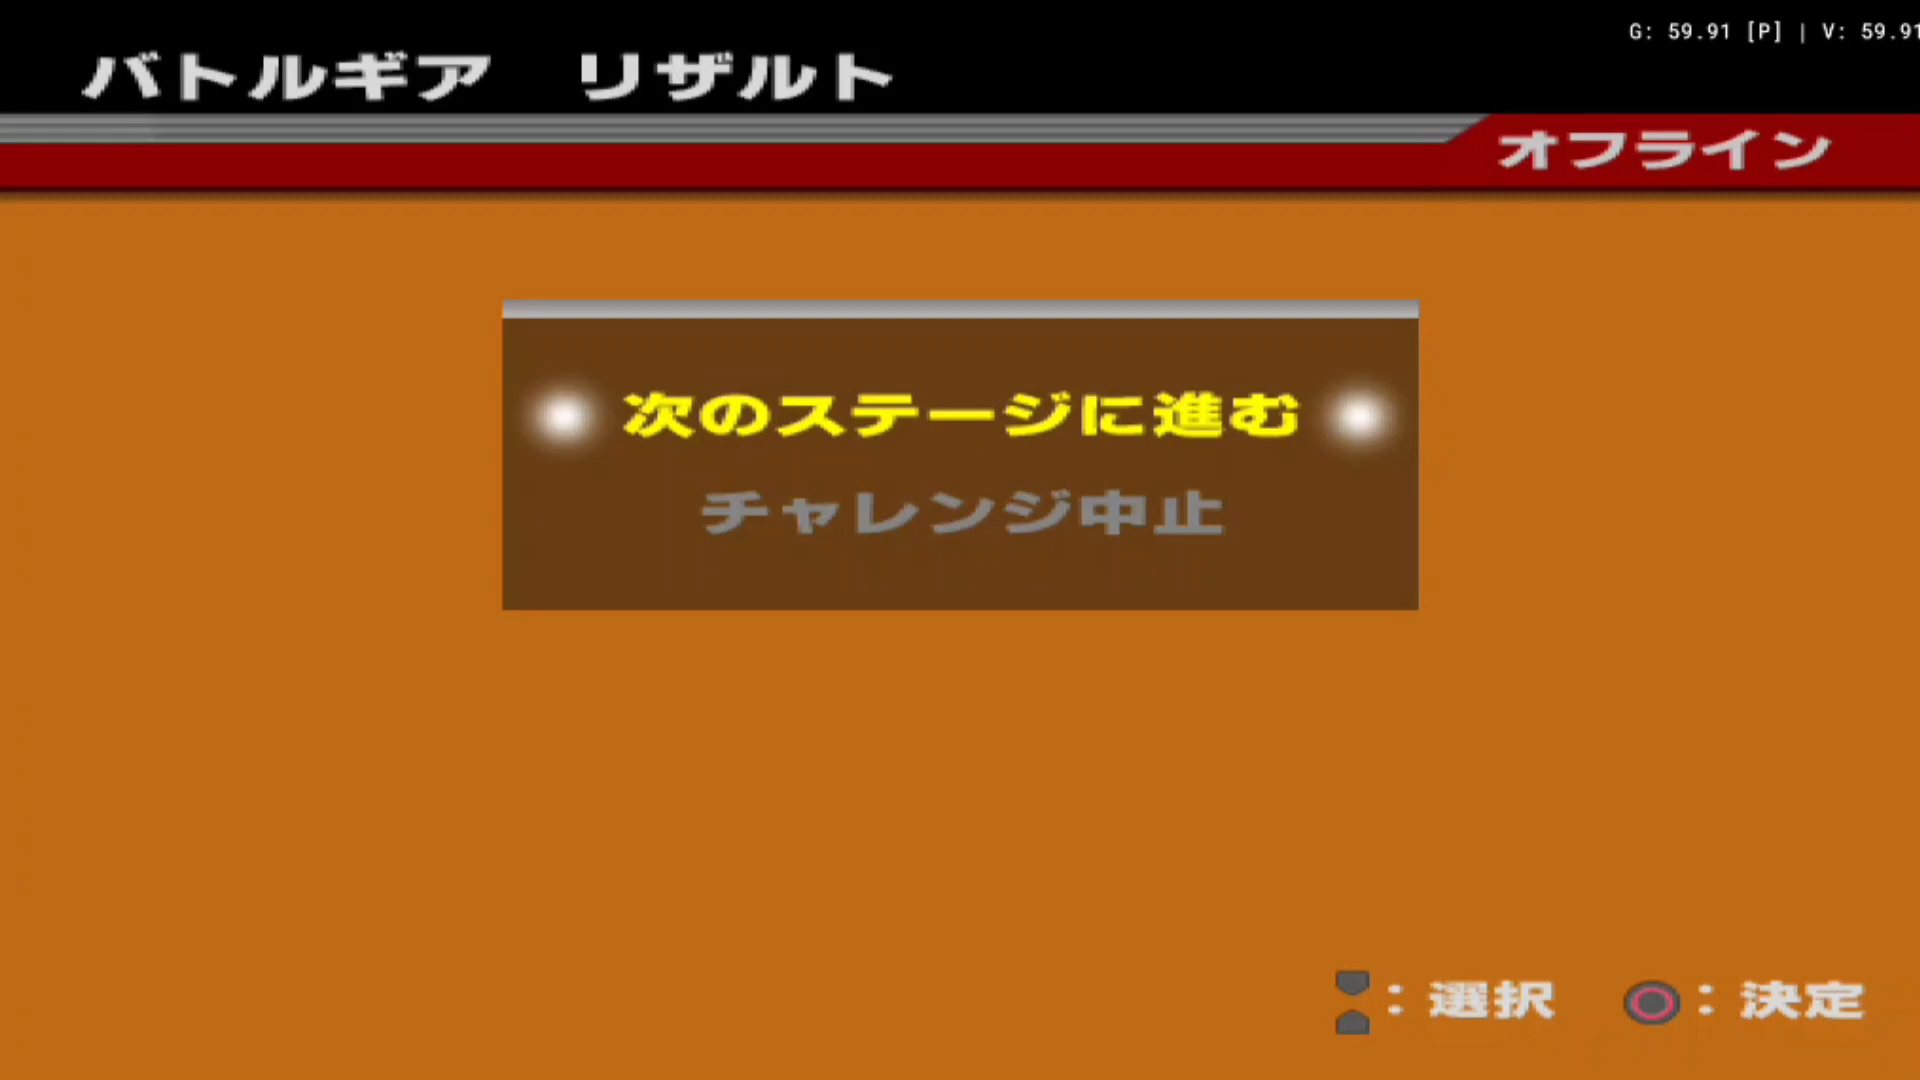 G: 59.91 [P] | V: 59.91
バトルギア　リザルト
オフライン
次のステージに進む
チャレンジ中止
：選択　：決定